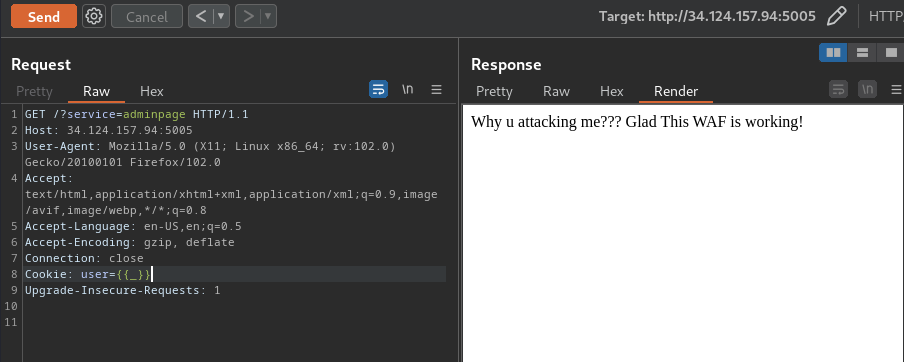 Send Cancel < > Target: http://34.124.157.94:5005 HTTP/
Request
Pretty Raw Hex \n
1 GET /?service=adminpage HTTP/1.1
2 Host: 34.124.157.94:5005
3 User-Agent: Mozilla/5.0 (X11; Linux x86_64; rv:102.0)
Gecko/20100101 Firefox/102.0
4 Accept:
text/html,application/xhtml+xml,application/xml;q=0.9,image
/avif,image/webp,*/*;q=0.8
5 Accept-Language: en-US,en;q=0.5
6 Accept-Encoding: gzip, deflate
7 Connection: close
8 Cookie: user={{_}}
9 Upgrade-Insecure-Requests: 1
10
11
Response
Pretty Raw Hex Render \n
Why u attacking me??? Glad This WAF is working!